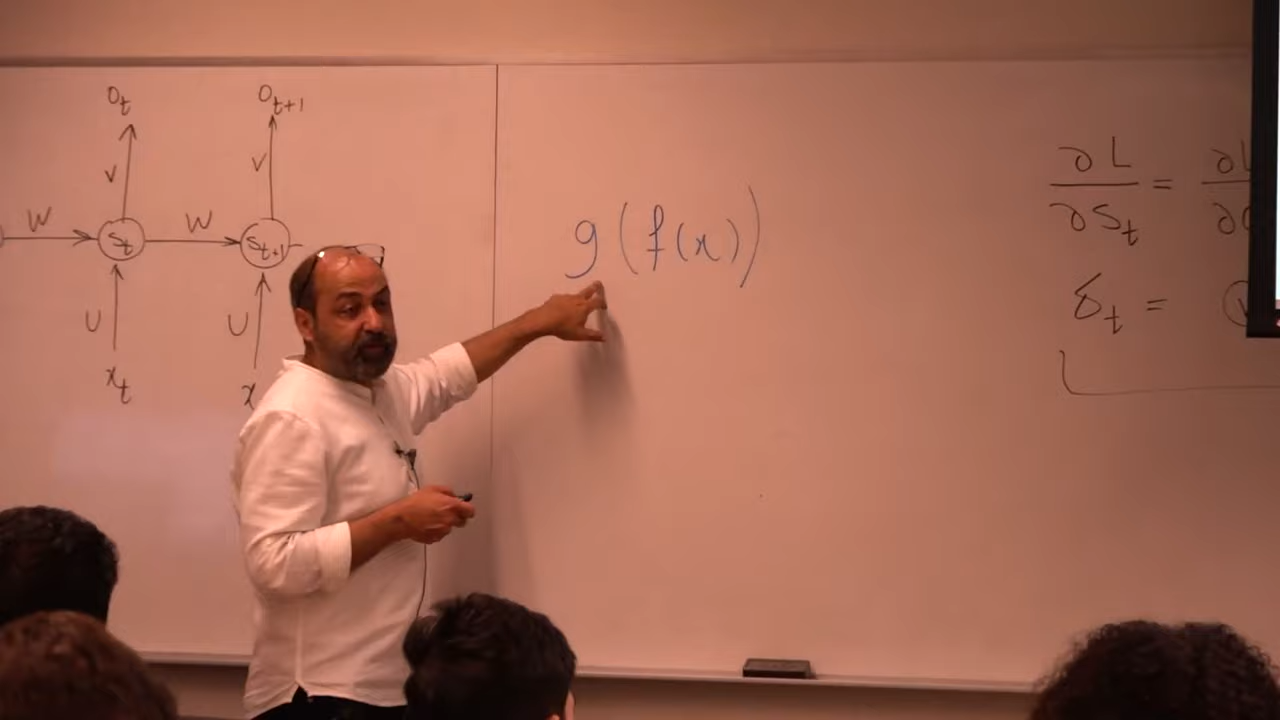 o_t o_{t+1}
v v
W W
S_t S_{t+1}
U U
x_t x
g(f(x))
∂L/∂S_t = ∂L/∂
δ_t =